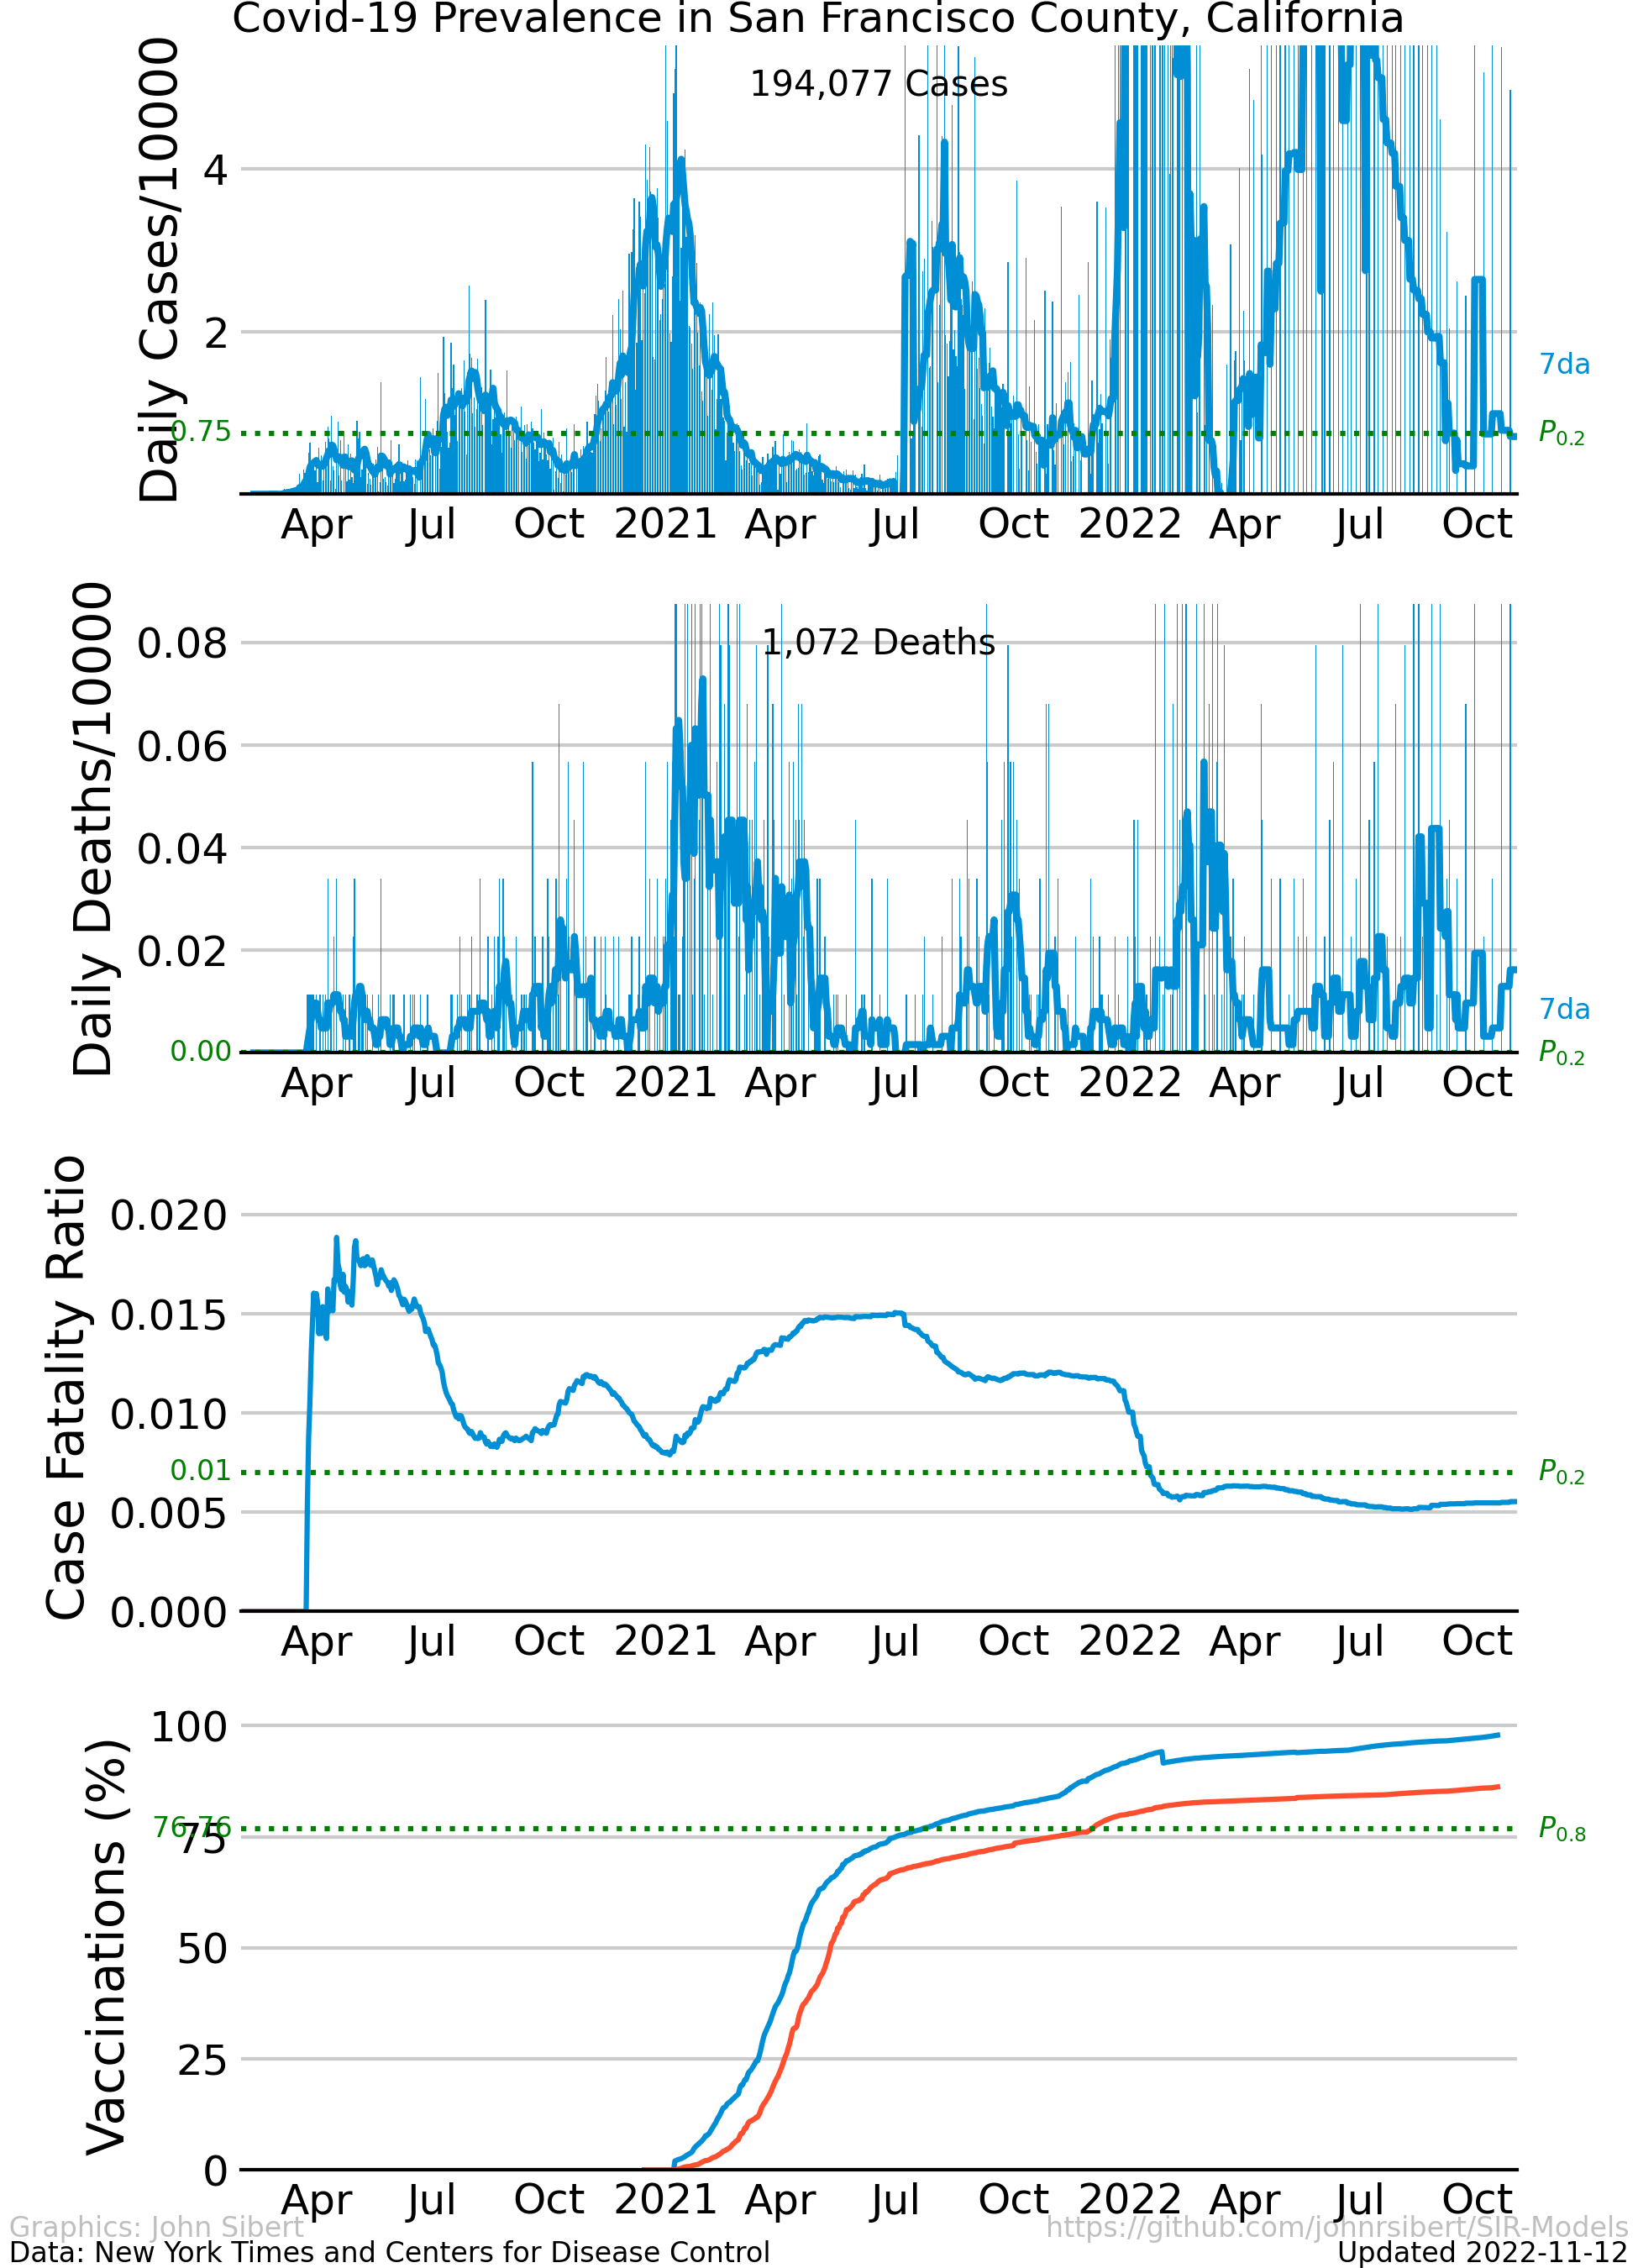 Covid-19 Prevalence in San Francisco County, California
Daily Cases/10000
194,077 Cases
4
2
0.75
7da
P0.2
Apr Jul Oct 2021 Apr Jul Oct 2022 Apr Jul Oct
Daily Deaths/10000
1,072 Deaths
0.08
0.06
0.04
0.02
0.00
7da
P0.2
Apr Jul Oct 2021 Apr Jul Oct 2022 Apr Jul Oct
Case Fatality Ratio
0.020
0.015
0.010
0.01
0.005
0.000
P0.2
Apr Jul Oct 2021 Apr Jul Oct 2022 Apr Jul Oct
Vaccinations (%)
100
76.76
75
50
25
0
P0.8
Apr Jul Oct 2021 Apr Jul Oct 2022 Apr Jul Oct
Graphics: John Sibert
https://github.com/johnrsibert/SIR-Models
Data: New York Times and Centers for Disease Control
Updated 2022-11-12